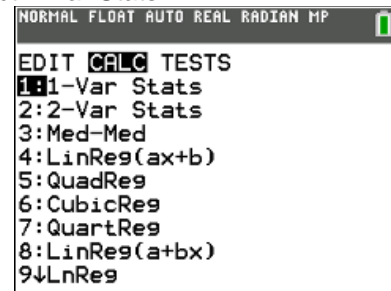 NORMAL FLOAT AUTO REAL RADIAN MP
EDIT CALC TESTS
1:1-Var Stats
2:2-Var Stats
3:Med-Med
4:LinReg(ax+b)
5:QuadReg
6:CubicReg
7:QuartReg
8:LinReg(a+bx)
9↓LnReg